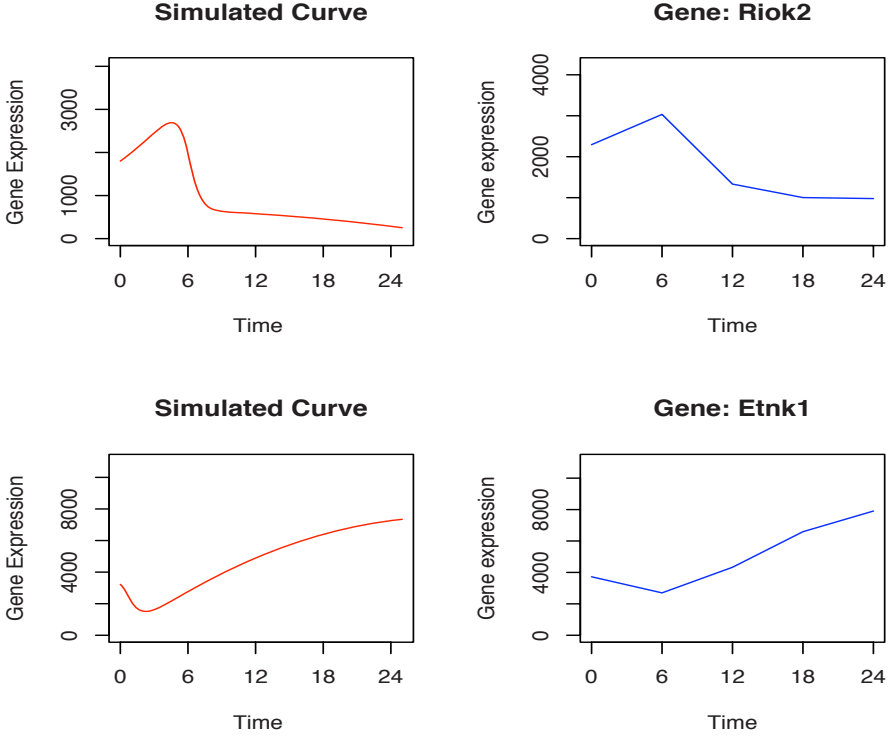 Simulated Curve
Gene Expression
0 1000 3000
0 6 12 18 24
Time
Gene: Riok2
Gene expression
0 2000 4000
0 6 12 18 24
Time
Simulated Curve
Gene Expression
0 4000 8000
0 6 12 18 24
Time
Gene: Etnk1
Gene expression
0 4000 8000
0 6 12 18 24
Time